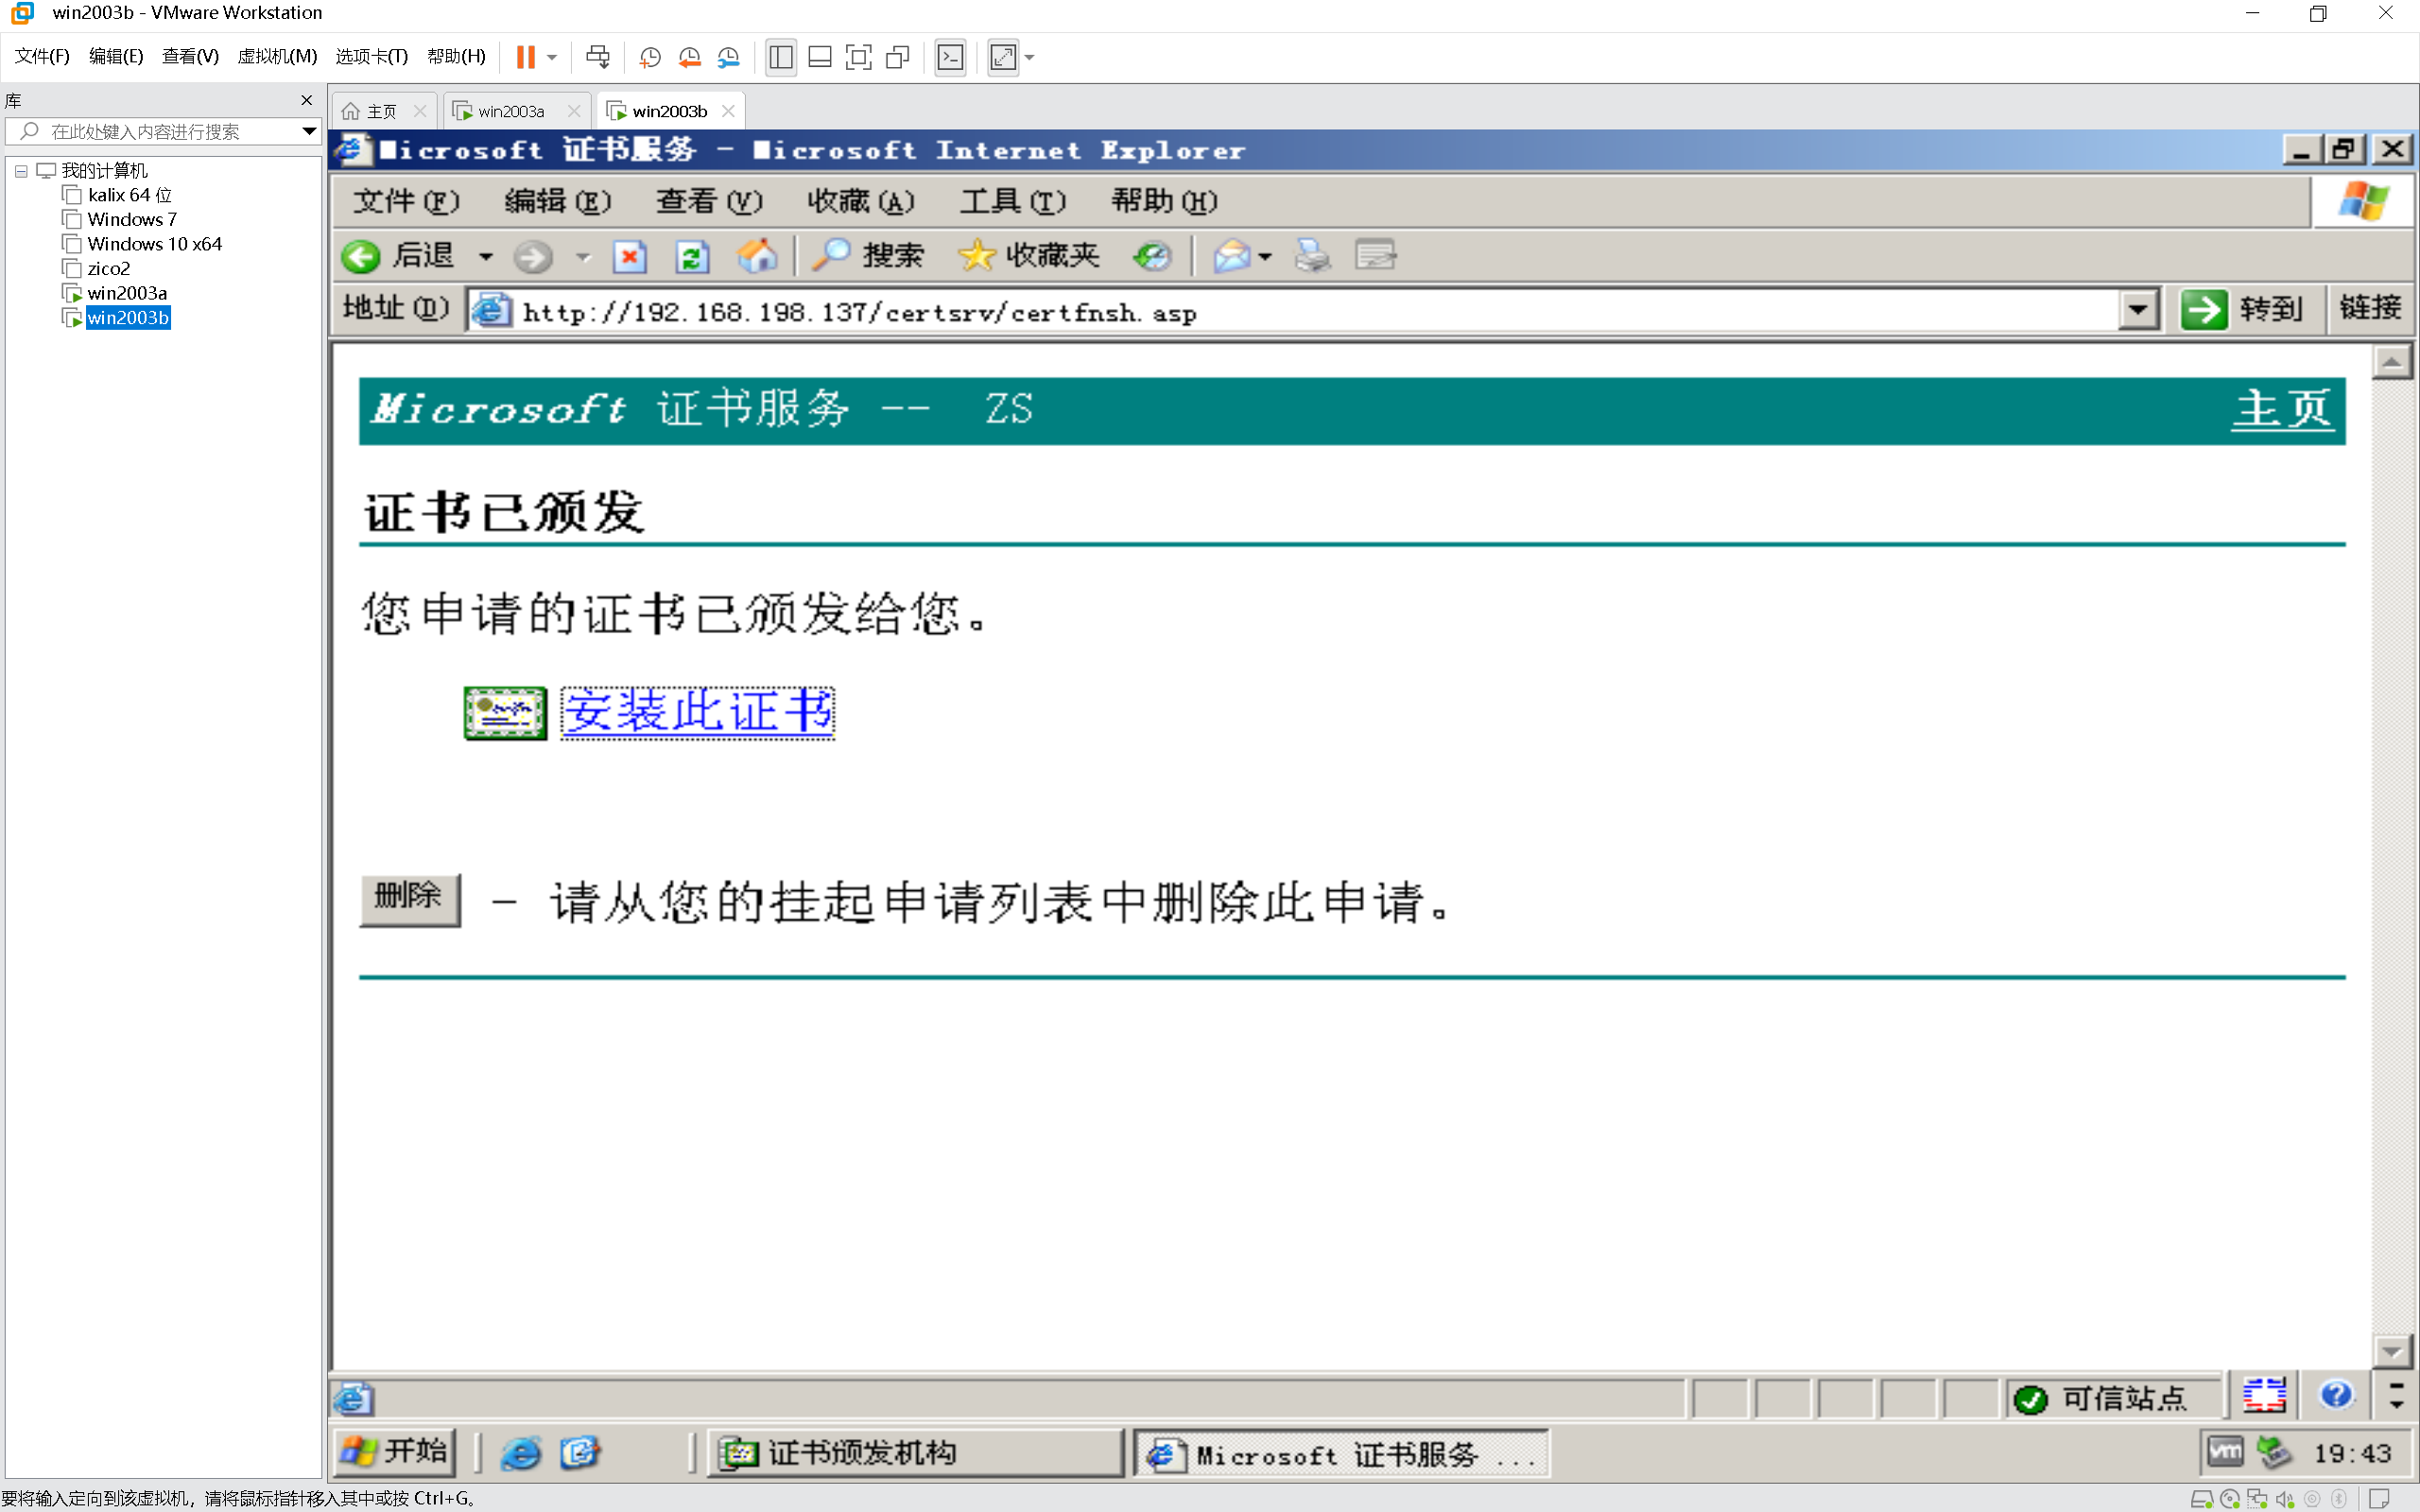 win2003b - VMware Workstation
文件(F) 编辑(E) 查看(V) 虚拟机(M) 选项卡(T) 帮助(H)
库
在此处键入内容进行搜索
我的计算机
kalix 64 位
Windows 7
Windows 10 x64
zico2
win2003a
win2003b
主页 win2003a win2003b
Microsoft 证书服务 - Microsoft Internet Explorer
文件(F) 编辑(E) 查看(V) 收藏(A) 工具(T) 帮助(H)
后退 搜索 收藏夹
地址(D) http://192.168.198.137/certsrv/certfnsh.asp 转到 链接
Microsoft 证书服务 -- ZS 主页
证书已颁发
您申请的证书已颁发给您。
安装此证书
删除 - 请从您的挂起申请列表中删除此申请。
可信站点
开始 证书颁发机构 Microsoft 证书服务 ... vm 19:43
要将输入定向到该虚拟机，请将鼠标指针移入其中或按 Ctrl+G。